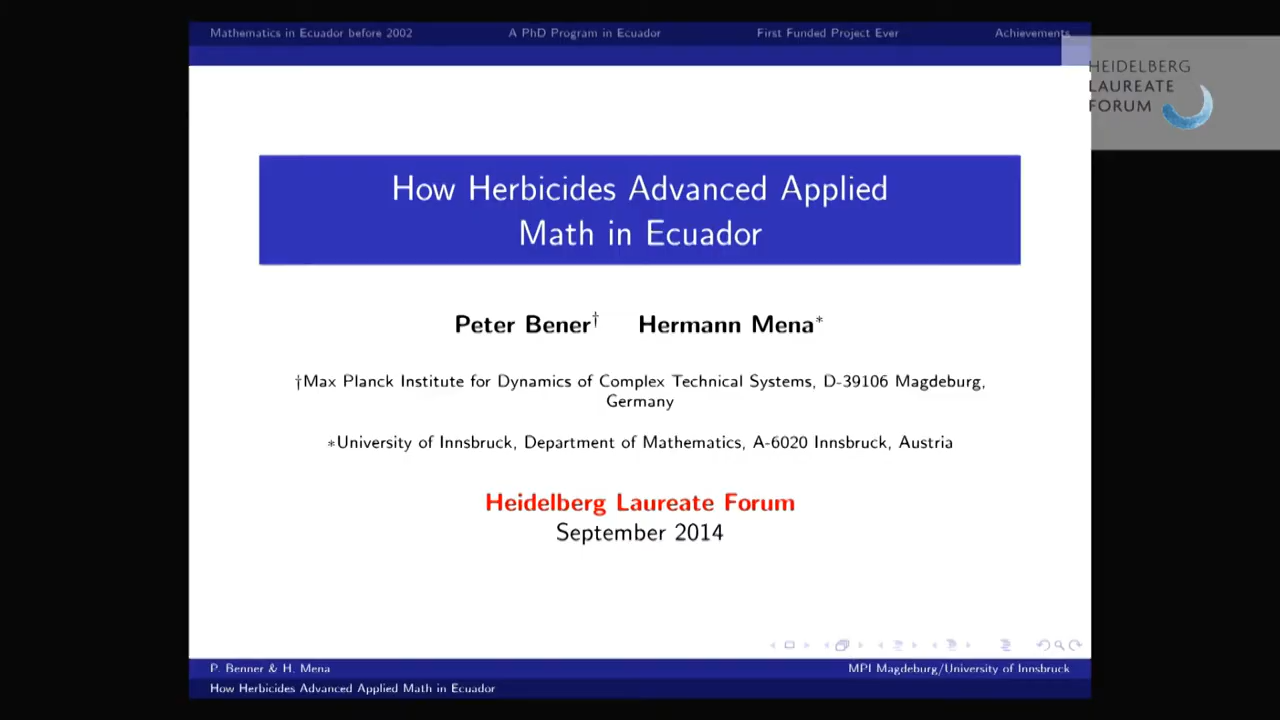 Mathematics in Ecuador before 2002 A PhD Program in Ecuador First Funded Project Ever Achievements
HEIDELBERG
LAUREATE
FORUM
How Herbicides Advanced Applied
Math in Ecuador
Peter Bener† Hermann Mena*
†Max Planck Institute for Dynamics of Complex Technical Systems, D-39106 Magdeburg,
Germany
*University of Innsbruck, Department of Mathematics, A-6020 Innsbruck, Austria
Heidelberg Laureate Forum
September 2014
P. Benner & H. Mena MPI Magdeburg/University of Innsbruck
How Herbicides Advanced Applied Math in Ecuador